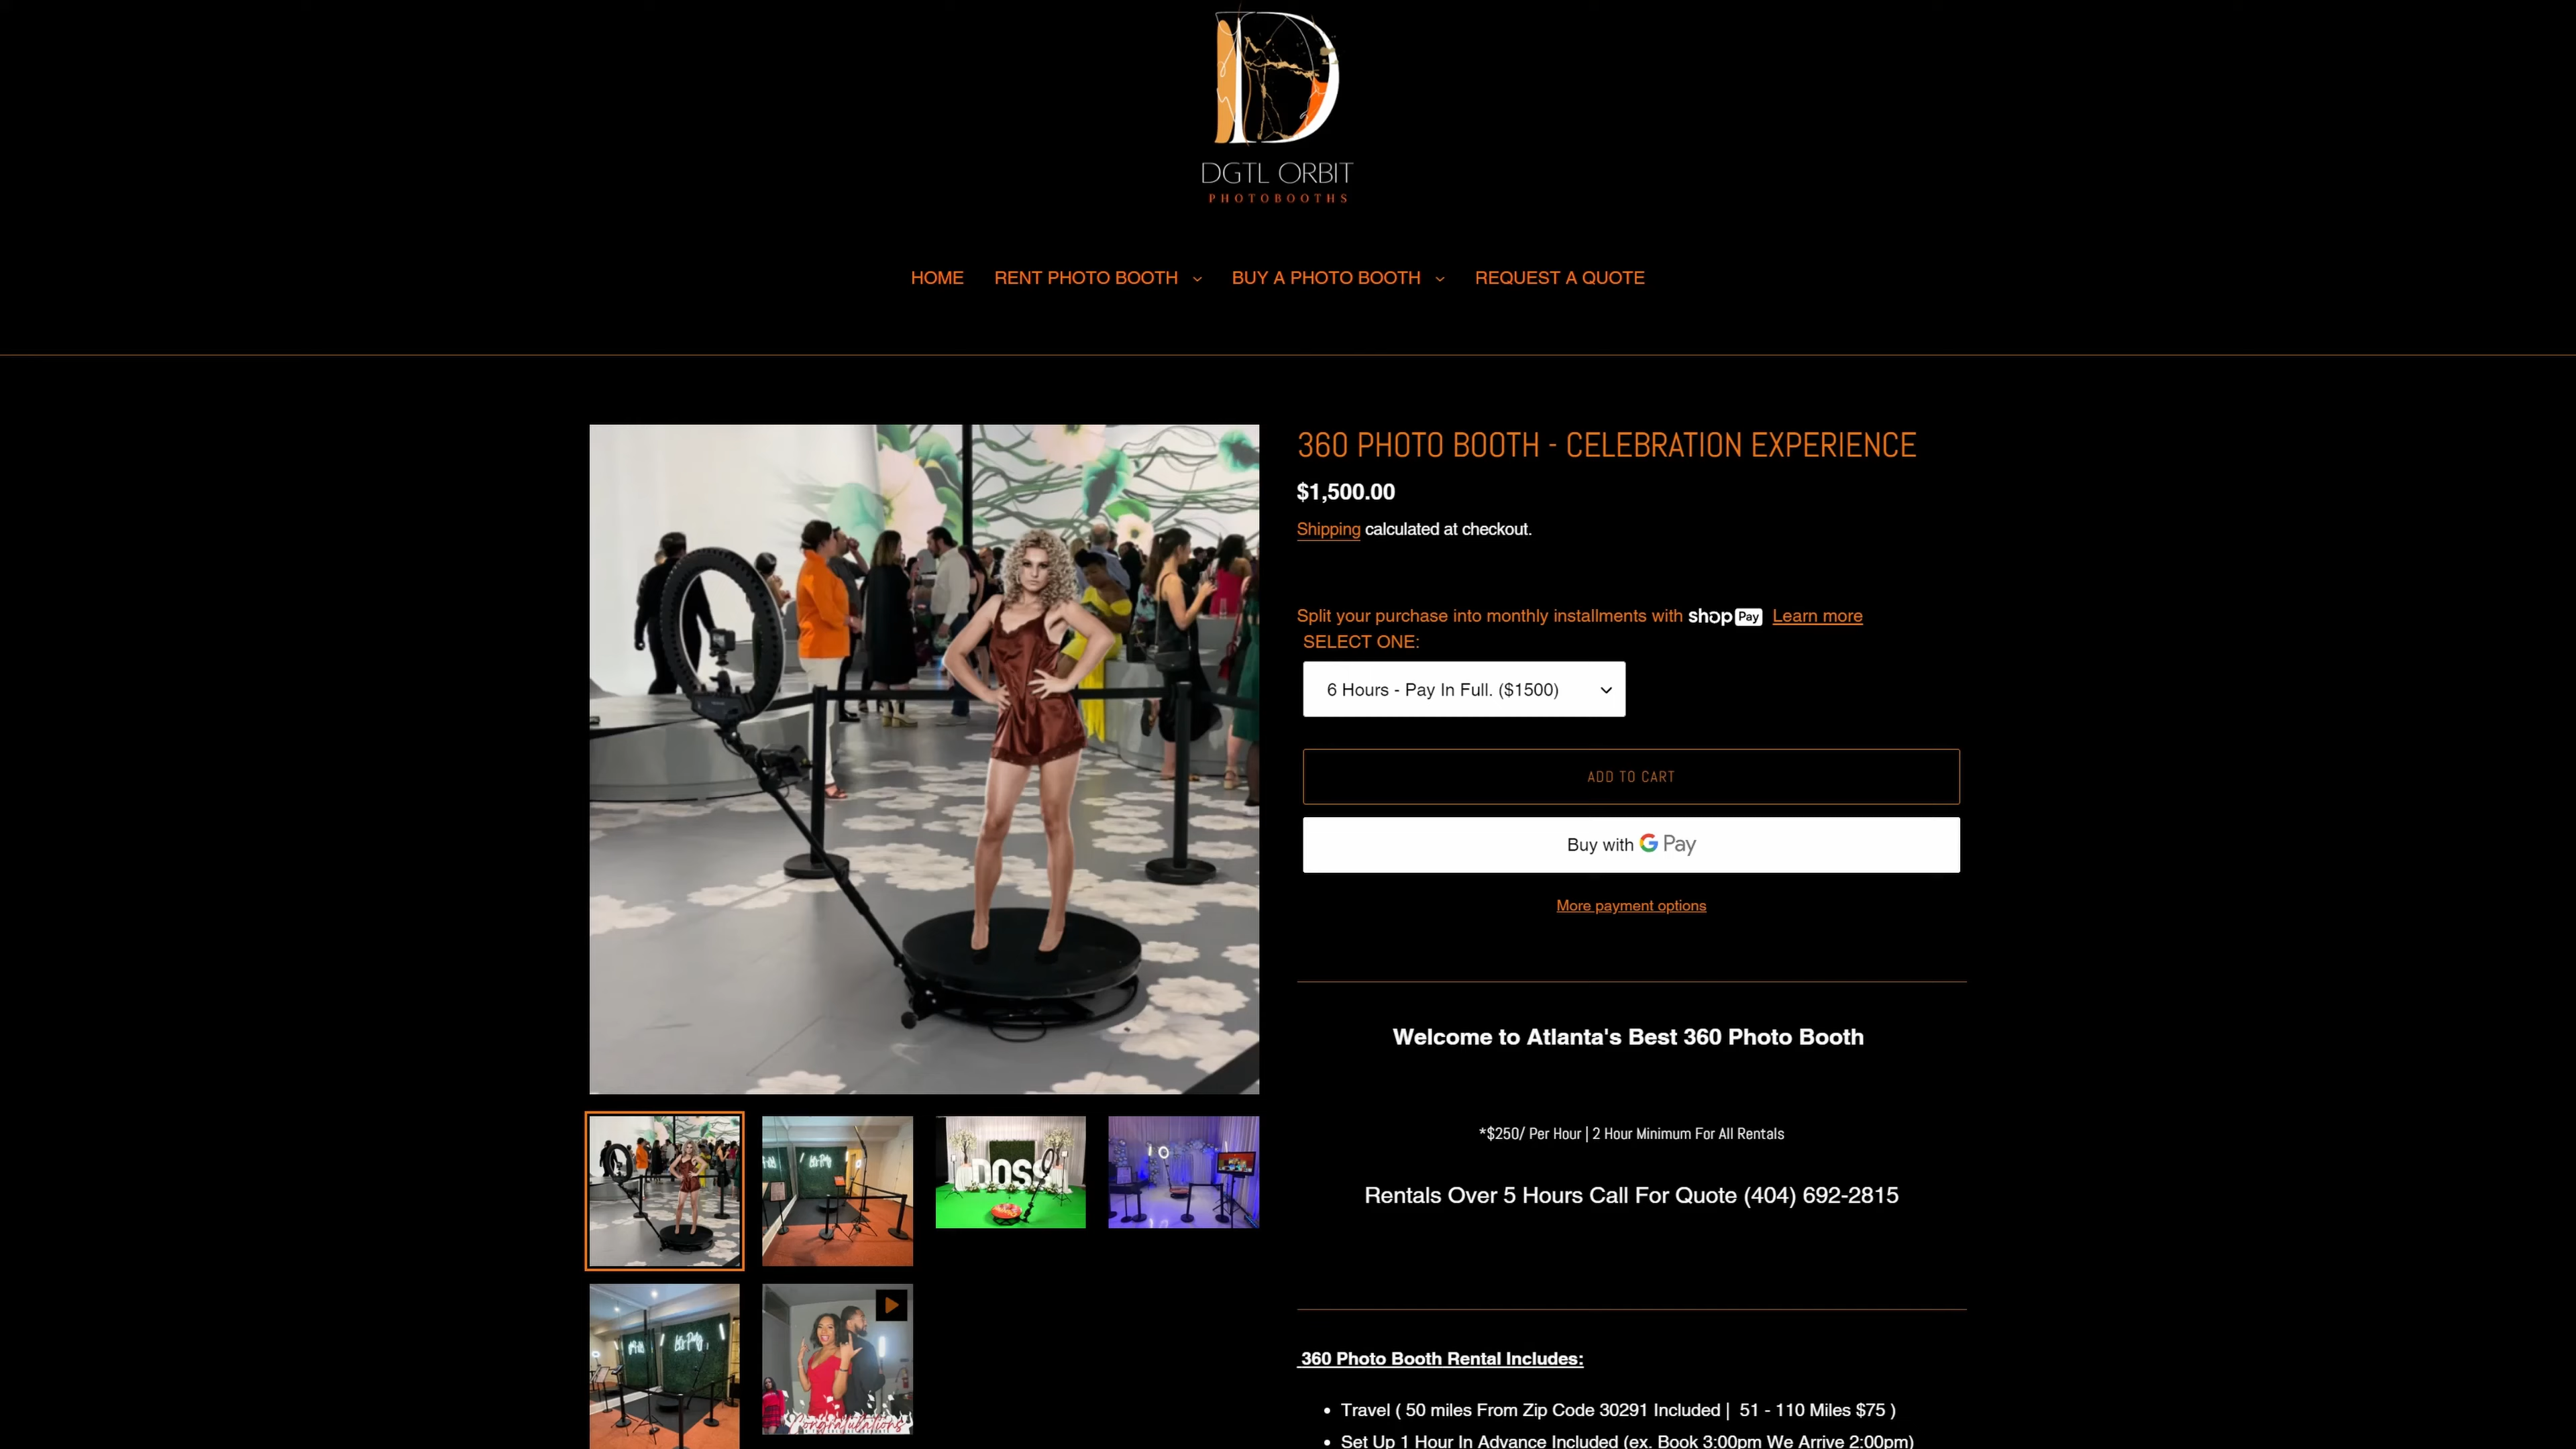 D
DGTL ORBIT
PHOTOBOOTHS
HOME RENT PHOTO BOOTH BUY A PHOTO BOOTH REQUEST A QUOTE
360 PHOTO BOOTH - CELEBRATION EXPERIENCE
$1,500.00
Shipping calculated at checkout.
Split your purchase into monthly installments with shop Pay Learn more
SELECT ONE:
6 Hours - Pay In Full. ($1500)
ADD TO CART
Buy with G Pay
More payment options
Welcome to Atlanta's Best 360 Photo Booth
*$250/ Per Hour | 2 Hour Minimum For All Rentals
Rentals Over 5 Hours Call For Quote (404) 692-2815
DOSS
Let's Party
Congratulations
360 Photo Booth Rental Includes:
• Travel ( 50 miles From Zip Code 30291 Included | 51 - 110 Miles $75 )
• Set Up 1 Hour In Advance Included (ex. Book 3:00pm We Arrive 2:00pm)